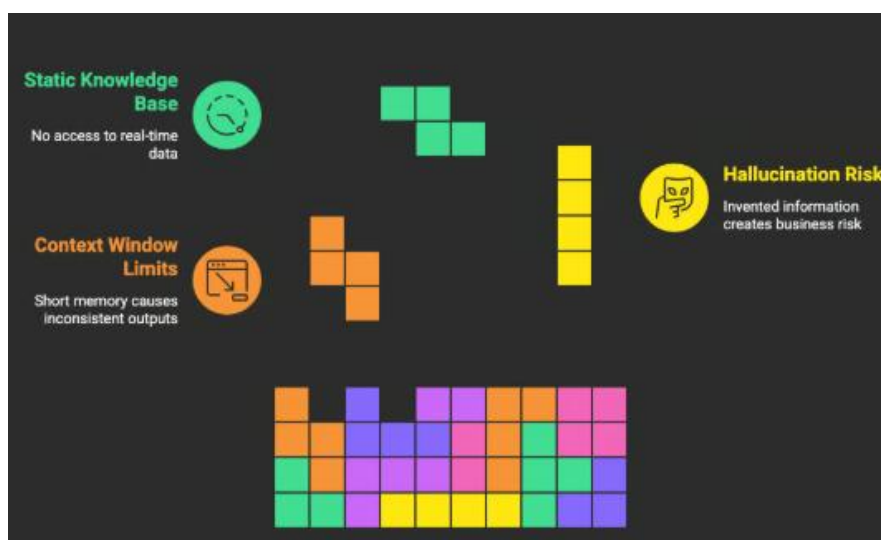 Static Knowledge
Base
No access to real-time
data
Hallucination Risk
Invented information
creates business risk
Context Window
Limits
Short memory causes
inconsistent outputs